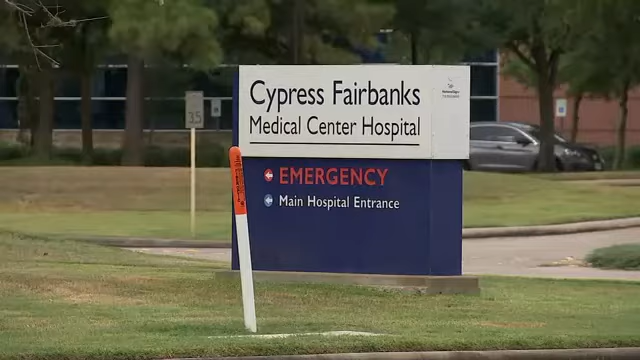 Cypress Fairbanks
Medical Center Hospital
EMERGENCY
Main Hospital Entrance
35